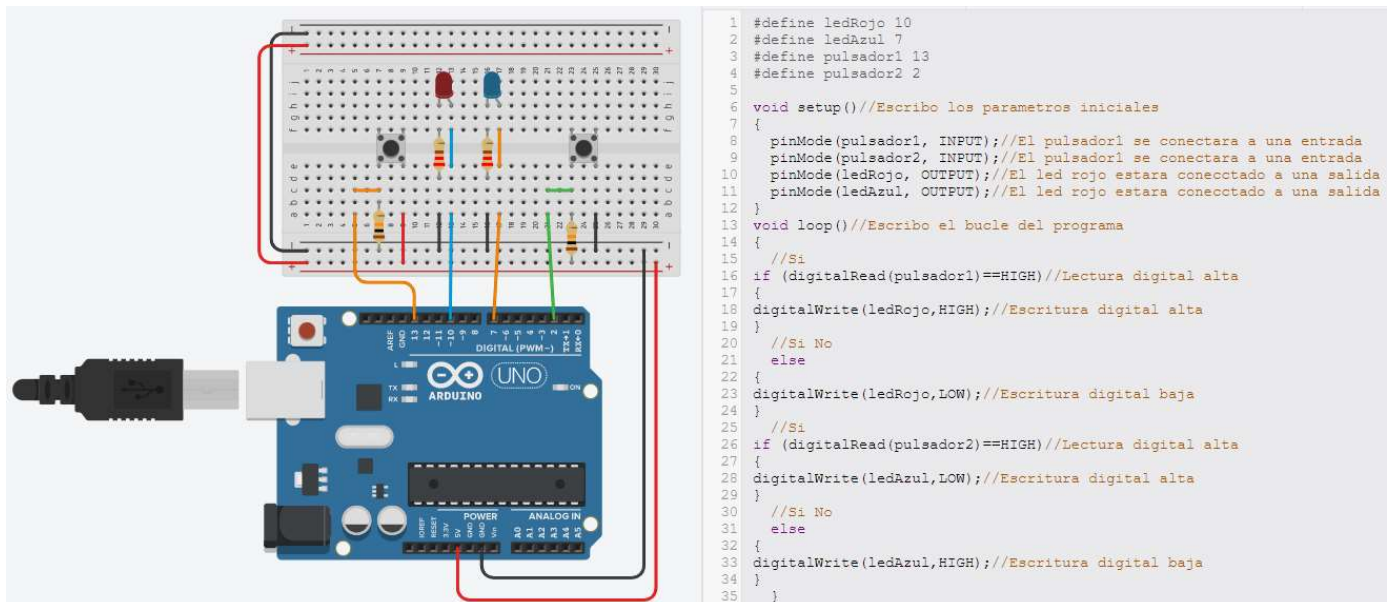 1 #define ledRojo 10
2 #define ledAzul 7
3 #define pulsador1 13
4 #define pulsador2 2
5
6 void setup()//Escribo los parametros iniciales
7 {
8 pinMode(pulsador1, INPUT);//El pulsador1 se conectara a una entrada
9 pinMode(pulsador2, INPUT);//El pulsador1 se conectara a una entrada
10 pinMode(ledRojo, OUTPUT);//El led rojo estara conecctado a una salida
11 pinMode(ledAzul, OUTPUT);//El led rojo estara conecctado a una salida
12 }
13 void loop()//Escribo el bucle del programa
14 {
15 //Si
16 if (digitalRead(pulsador1)==HIGH)//Lectura digital alta
17 {
18 digitalWrite(ledRojo,HIGH);//Escritura digital alta
19 }
20 //Si No
21 else
22 {
23 digitalWrite(ledRojo,LOW);//Escritura digital baja
24 }
25 //Si
26 if (digitalRead(pulsador2)==HIGH)//Lectura digital alta
27 {
28 digitalWrite(ledAzul,LOW);//Escritura digital alta
29 }
30 //Si No
31 else
32 {
33 digitalWrite(ledAzul,HIGH);//Escritura digital baja
34 }
35 }
AREF
GND
13
12
~11
~10
~9
8
7
~6
~5
4
~3
2
TX→1
RX←0
DIGITAL (PWM~)
L
TX
RX
UNO
ARDUINO
ON
POWER
ANALOG IN
IOREF
RESET
3.3V
5V
GND
GND
Vin
A0
A1
A2
A3
A4
A5